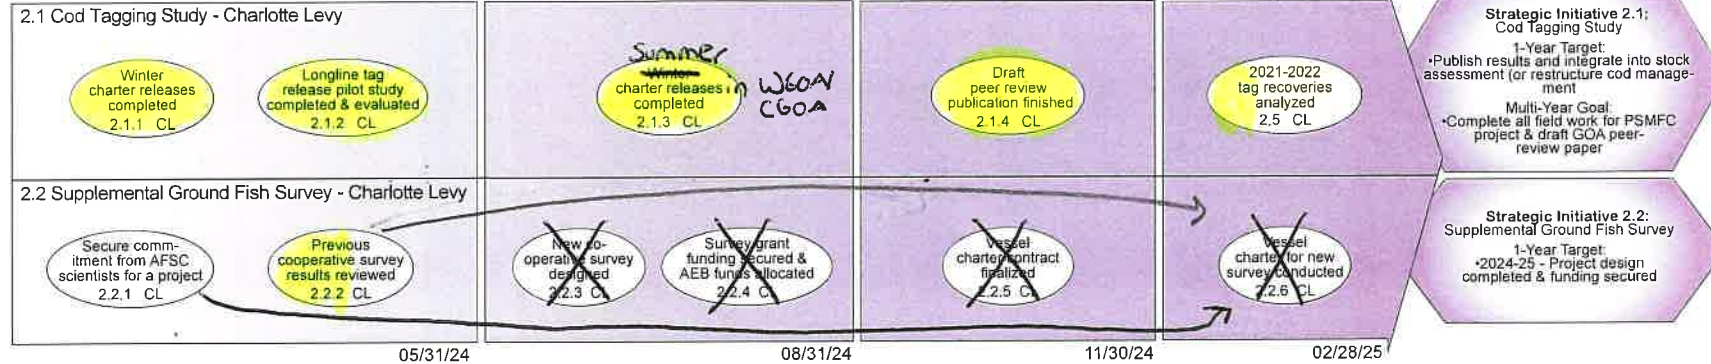 2.1 Cod Tagging Study - Charlotte Levy
Winter
charter releases
completed
2.1.1 CL
Longline tag
release pilot study
completed & evaluated
2.1.2 CL
Summer
Winter
charter releases in WGOA/
CGOA
completed
2.1.3 CL
Draft
peer review
publication finished
2.1.4 CL
2021-2022
tag recoveries
analyzed
2.5 CL
Strategic Initiative 2.1:
Cod Tagging Study
1-Year Target:
•Publish results and integrate into stock
assessment (or restructure cod manage-
ment
Multi-Year Goal:
•Complete all field work for PSMFC
project & draft GOA peer-
review paper
2.2 Supplemental Ground Fish Survey - Charlotte Levy
Secure comm-
itment from AFSC
scientists for a project
2.2.1 CL
Previous
cooperative survey
results reviewed
2.2.2 CL
New co-
operative survey
designed
2.2.3 CL
Survey grant
funding secured &
AEB funds allocated
2.2.4 CL
Vessel
charter contract
finalized
2.2.5 CL
Vessel
charter for new
survey conducted
2.2.6 CL
Strategic Initiative 2.2:
Supplemental Ground Fish Survey
1-Year Target:
•2024-25 - Project design
completed & funding secured
05/31/24
08/31/24
11/30/24
02/28/25